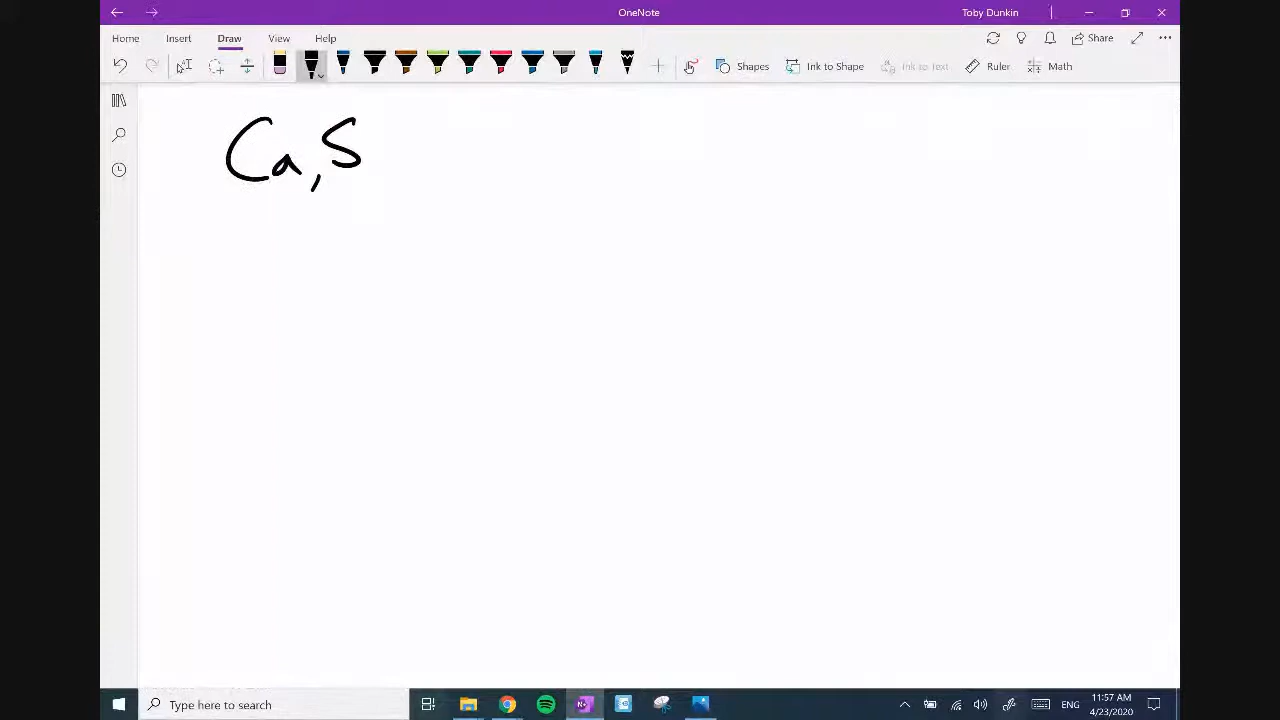 OneNote
Toby Dunkin
Home Insert Draw View Help
Share
Shapes Ink to Shape Ink to Text Ruler Math
Ca, S
Type here to search
ENG
11:57 AM
4/23/2020